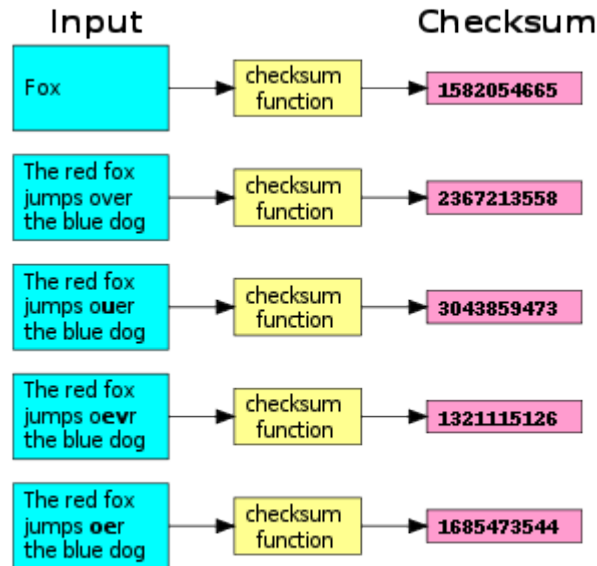 Input Checksum
Fox
checksum
function
1582054665
The red fox
jumps over
the blue dog
checksum
function
2367213558
The red fox
jumps ouer
the blue dog
checksum
function
3043859473
The red fox
jumps oevr
the blue dog
checksum
function
1321115126
The red fox
jumps oer
the blue dog
checksum
function
1685473544